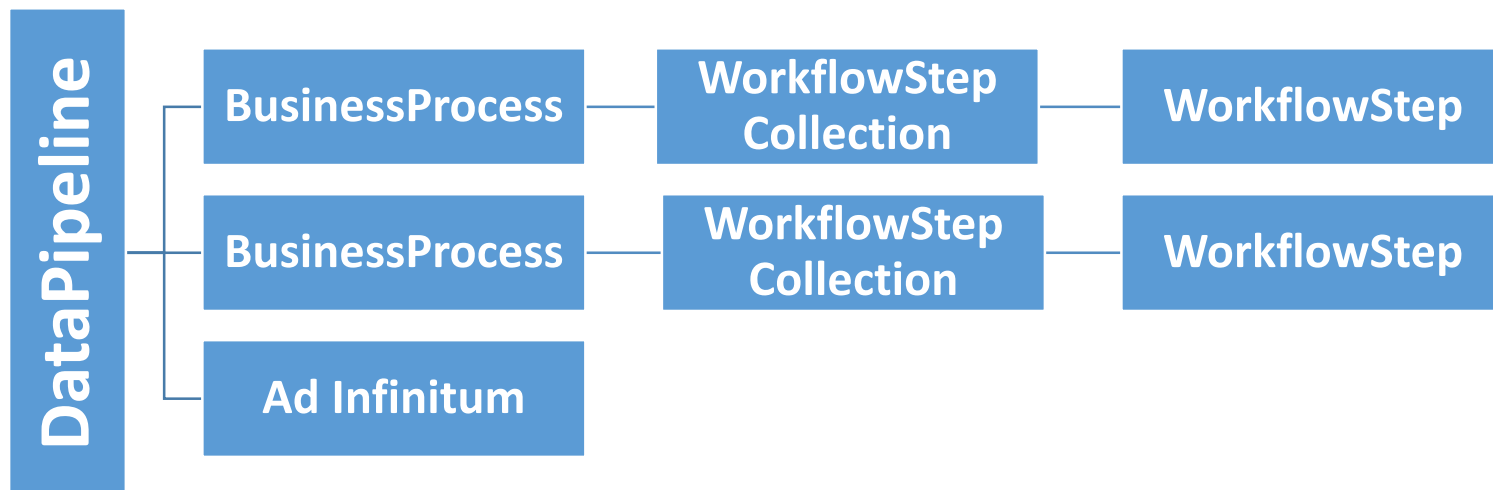 DataPipeline
BusinessProcess
WorkflowStep
Collection
WorkflowStep
BusinessProcess
WorkflowStep
Collection
WorkflowStep
Ad Infinitum